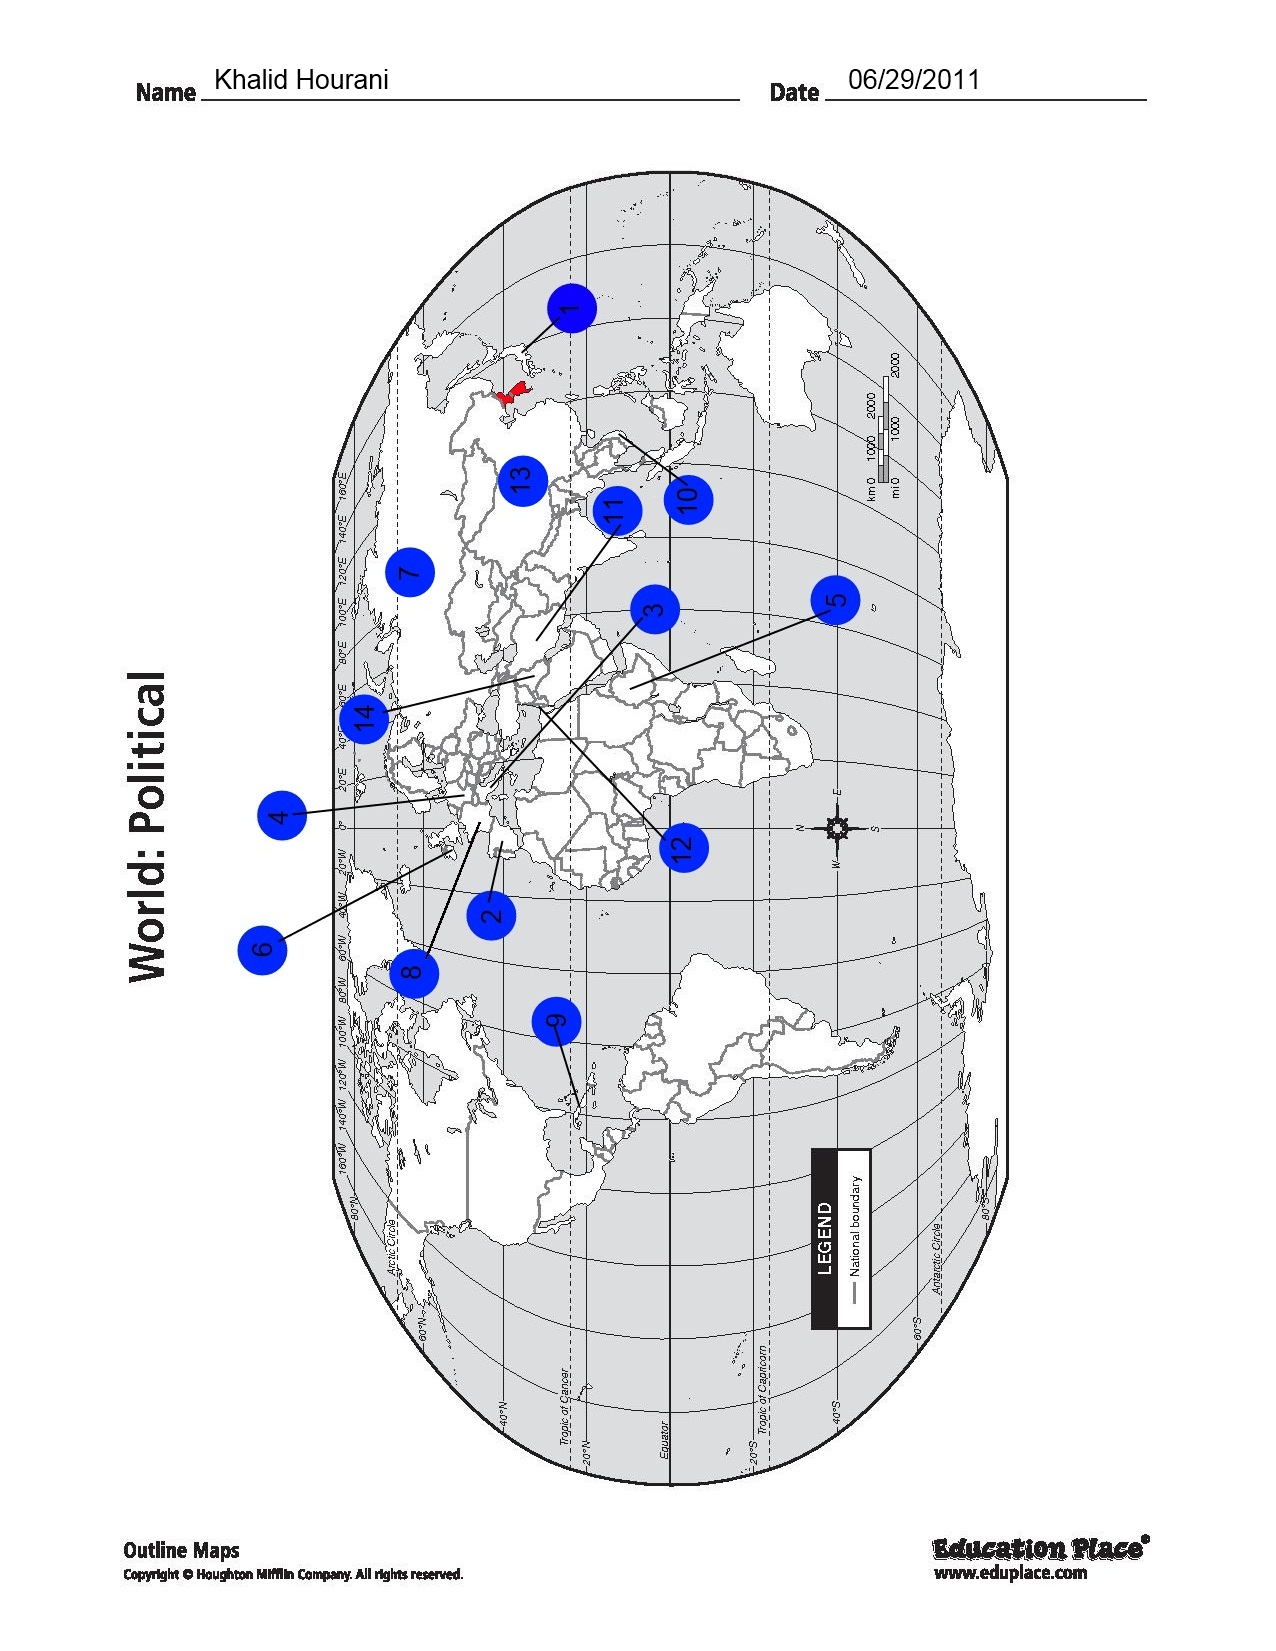 Name Khalid Hourani Date 06/29/2011
World: Political
160°W 140°W 120°W 100°W 80°W 60°W 40°W 20°W 0° 20°E 40°E 60°E 80°E 100°E 120°E 140°E 160°E
80°N
Arctic Circle
60°N
40°N
Tropic of Cancer
20°N
Equator
20°S
Tropic of Capricorn
40°S
60°S
Antarctic Circle
80°S
1
2
3
4
5
6
7
8
9
10
11
12
13
14
N
E
S
W
km 0 1000 2000
mi 0 1000 2000
LEGEND
National boundary
Outline Maps
Copyright © Houghton Mifflin Company. All rights reserved.
Education Place®
www.eduplace.com